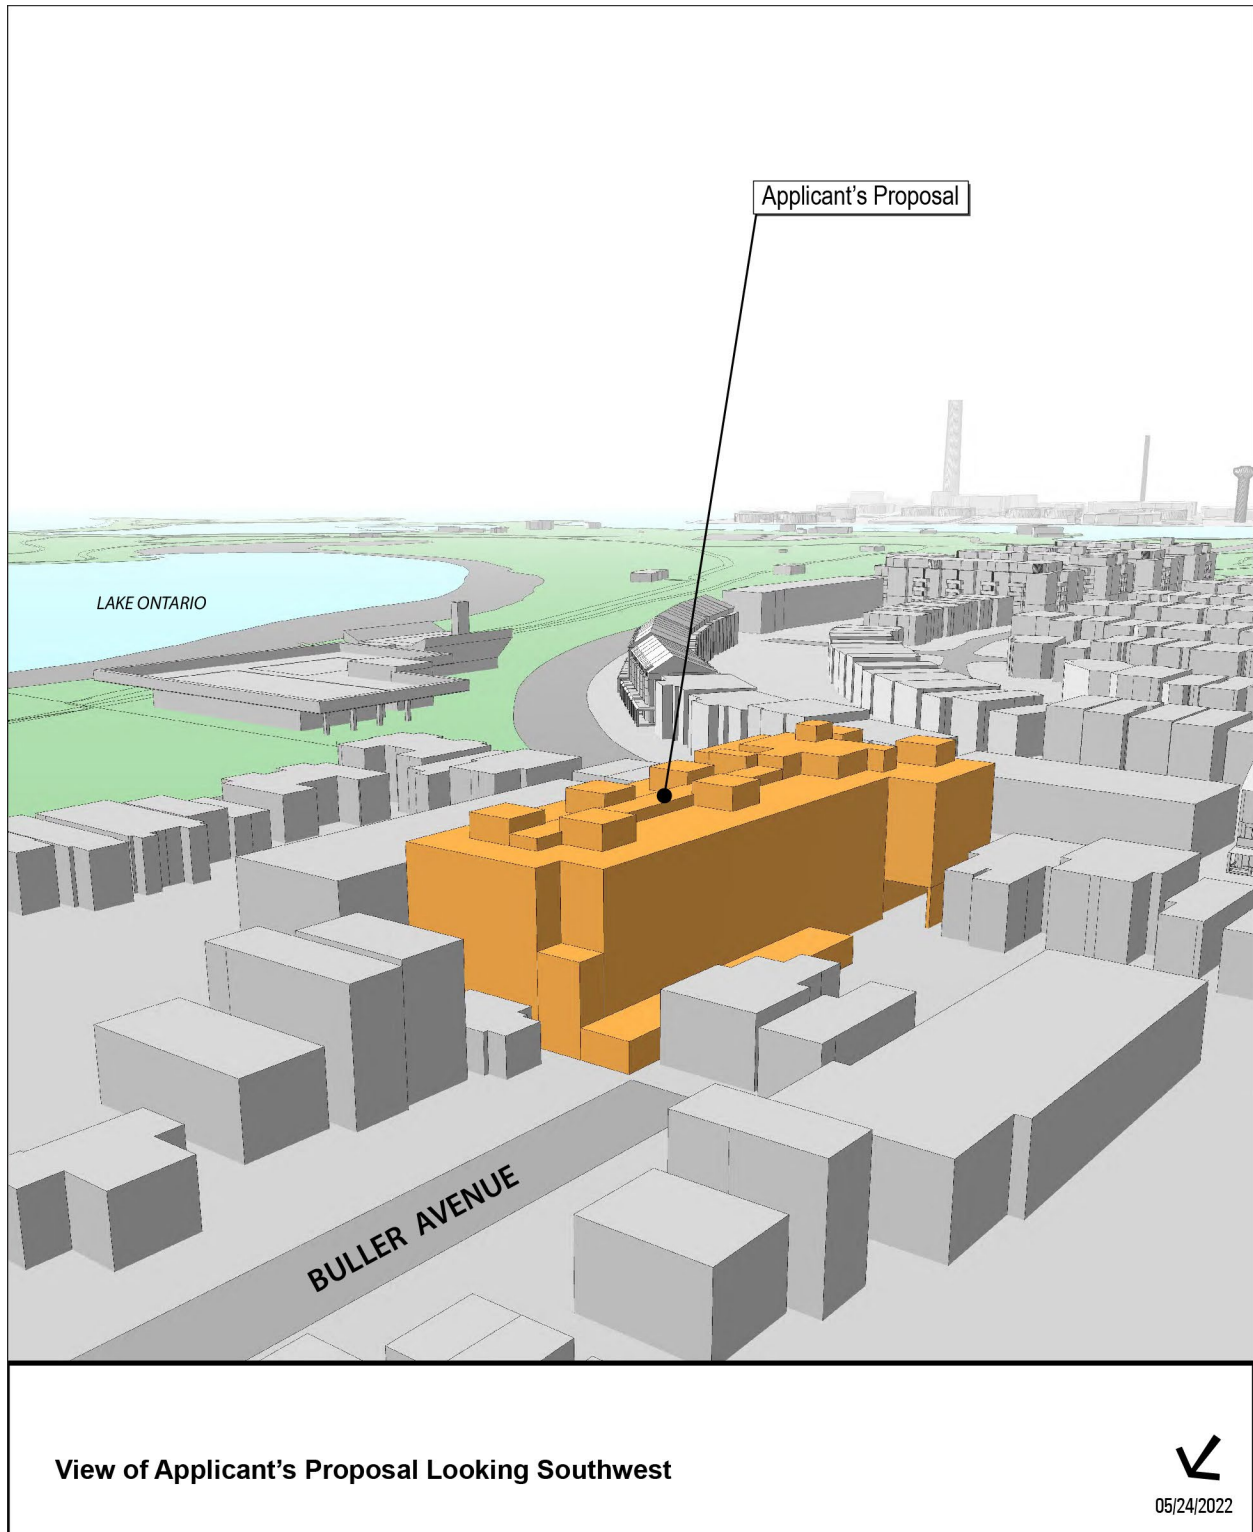 Applicant's Proposal
LAKE ONTARIO
BULLER AVENUE
View of Applicant's Proposal Looking Southwest
05/24/2022